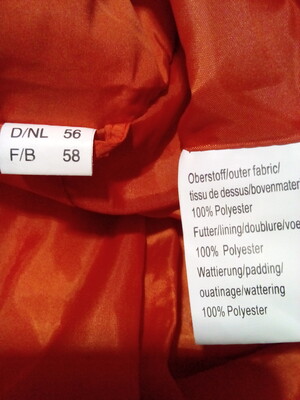 D/NL 56
F/B 58
Oberstoff/outer fabric/
tissu de dessus/bovenmater
100% Polyester
Futter/lining/doublure/voe
100% Polyester
Wattierung/padding/
ouatinage/wattering
100% Polyester